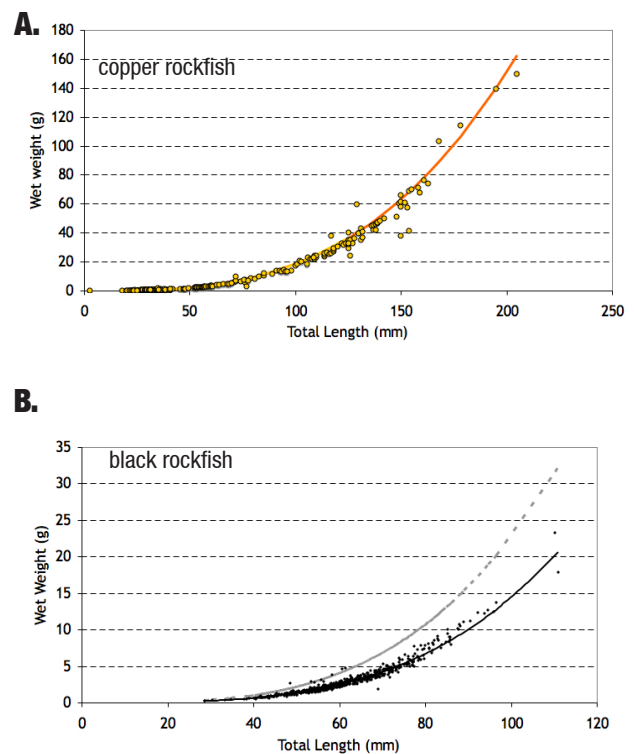 A.
copper rockfish
180
160
140
120
100
80
60
40
20
0
Wet weight (g)
0 50 100 150 200 250
Total Length (mm)
B.
black rockfish
35
30
25
20
15
10
5
0
Wet Weight (g)
0 20 40 60 80 100 120
Total Length (mm)